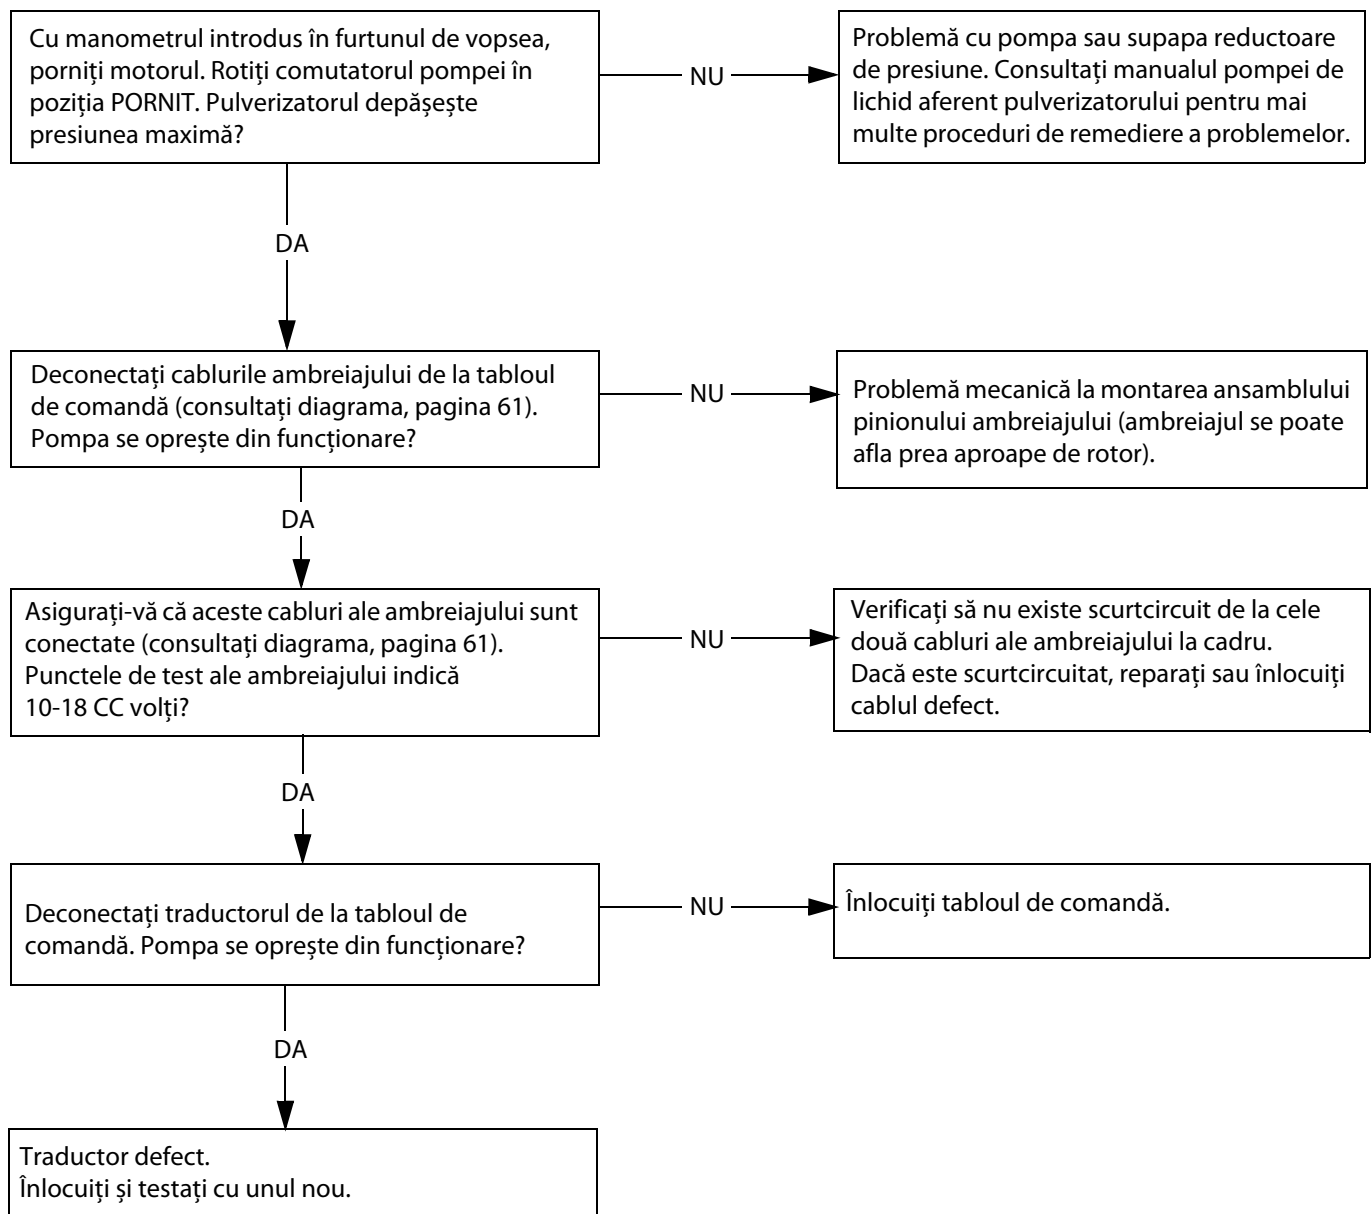 Cu manometrul introdus în furtunul de vopsea,
porniți motorul. Rotiți comutatorul pompei în
poziția PORNIT. Pulverizatorul depășește
presiunea maximă?
NU
Problemă cu pompa sau supapa reductoare
de presiune. Consultați manualul pompei de
lichid aferent pulverizatorului pentru mai
multe proceduri de remediere a problemelor.
DA
Deconectați cablurile ambreiajului de la tabloul
de comandă (consultați diagrama, pagina 61).
Pompa se oprește din funcționare?
NU
Problemă mecanică la montarea ansamblului
pinionului ambreiajului (ambreiajul se poate
afla prea aproape de rotor).
DA
Asigurați-vă că aceste cabluri ale ambreiajului sunt
conectate (consultați diagrama, pagina 61).
Punctele de test ale ambreiajului indică
10-18 CC volți?
NU
Verificați să nu existe scurtcircuit de la cele
două cabluri ale ambreiajului la cadru.
Dacă este scurtcircuitat, reparați sau înlocuiți
cablul defect.
DA
Deconectați traductorul de la tabloul de
comandă. Pompa se oprește din funcționare?
NU
Înlocuiți tabloul de comandă.
DA
Traductor defect.
Înlocuiți și testați cu unul nou.